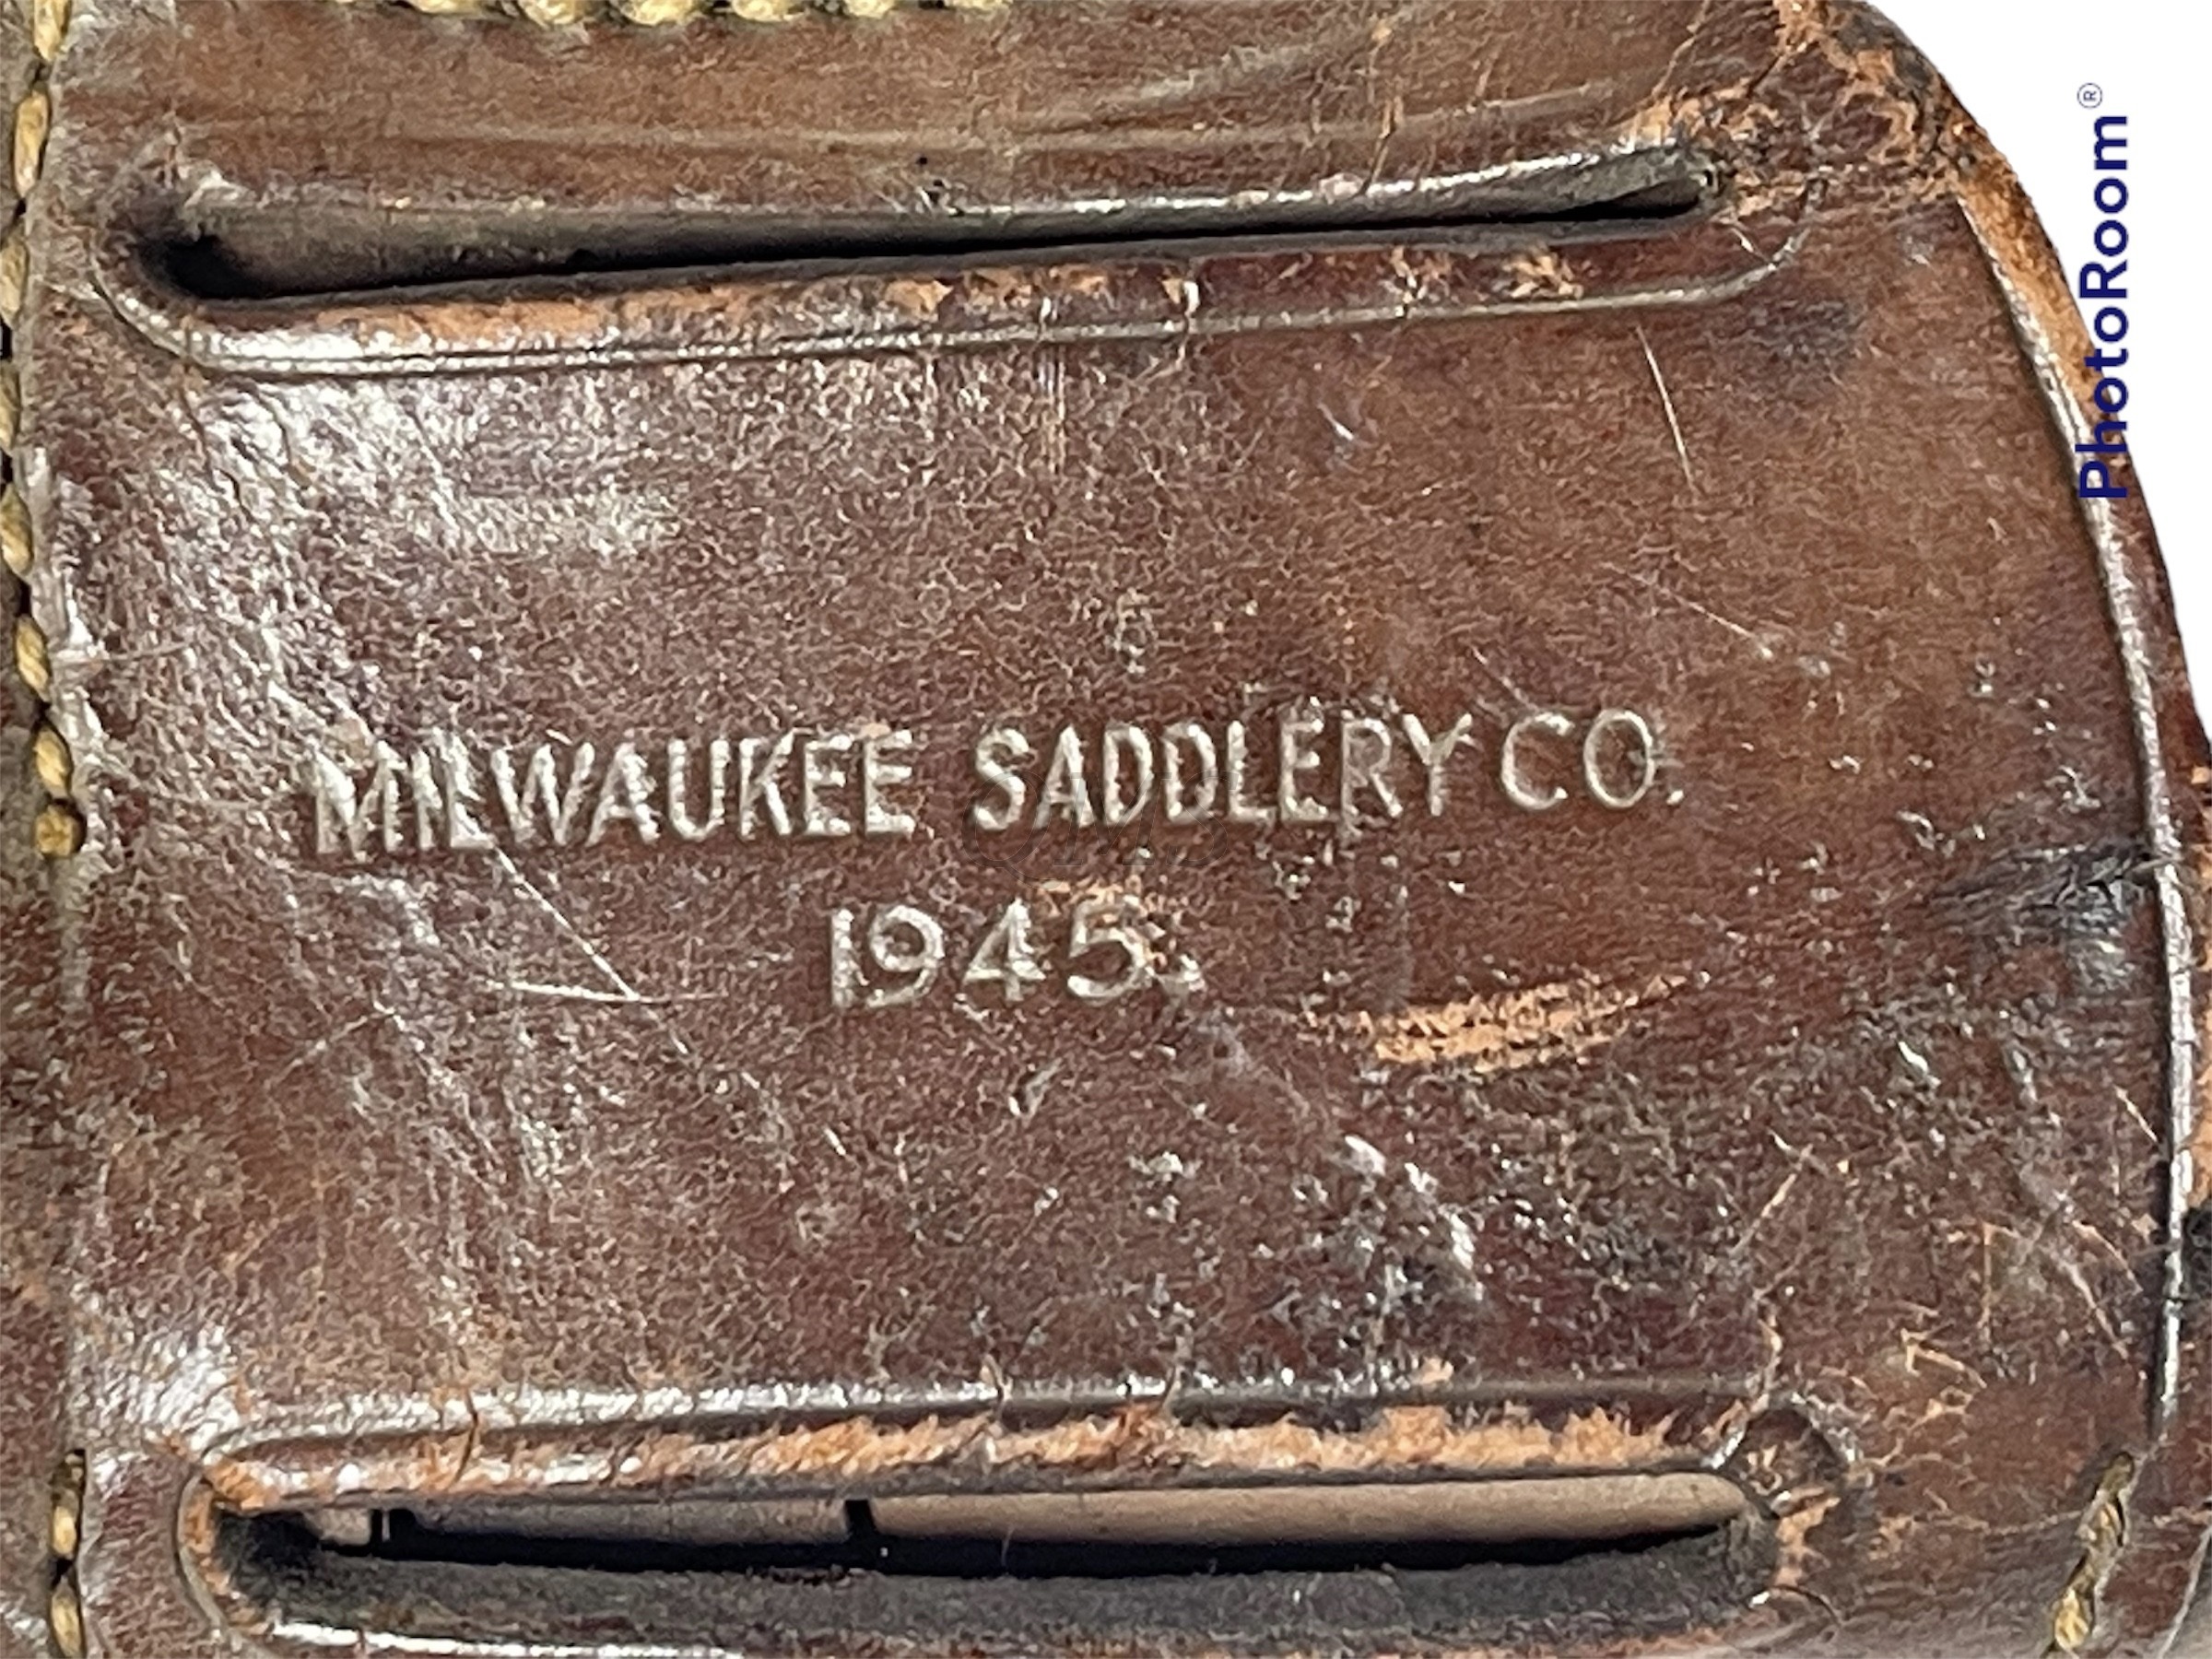 MILWAUKEE SADDLERY CO.
1945
PhotoRoom®